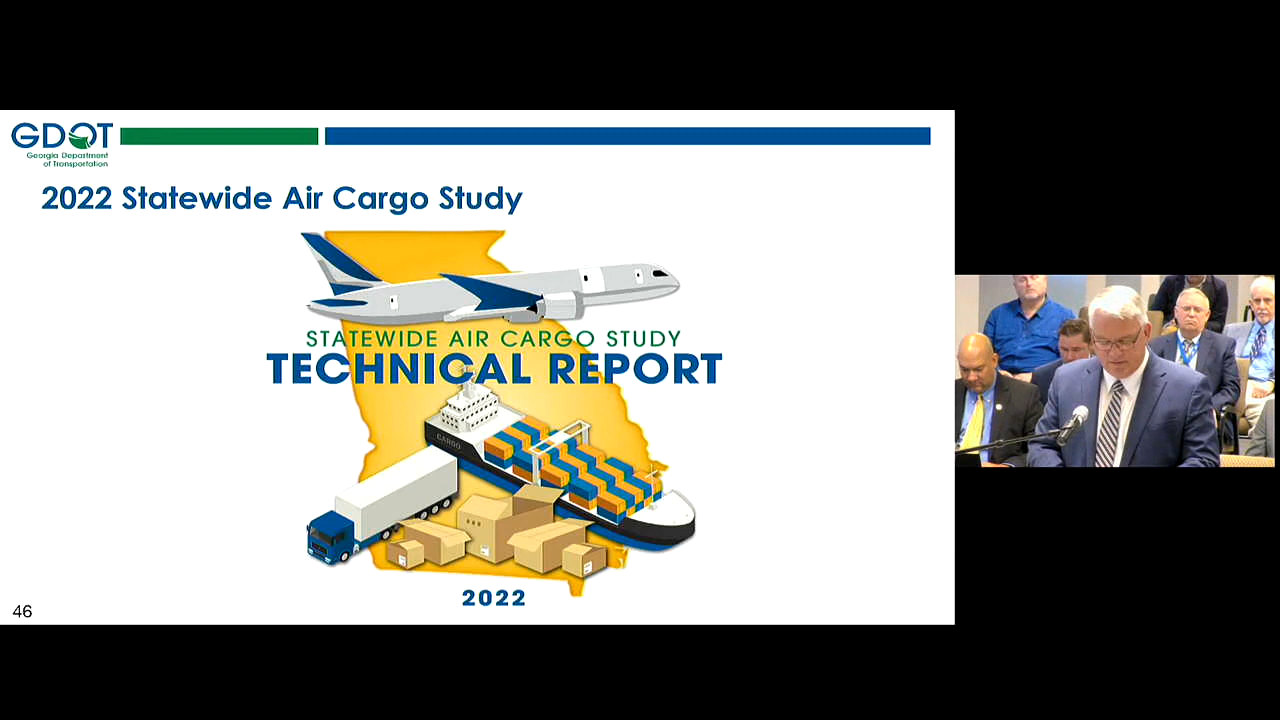 GDOT
Georgia Department
of Transportation
2022 Statewide Air Cargo Study
STATEWIDE AIR CARGO STUDY
TECHNICAL REPORT
CARGO
2022
46